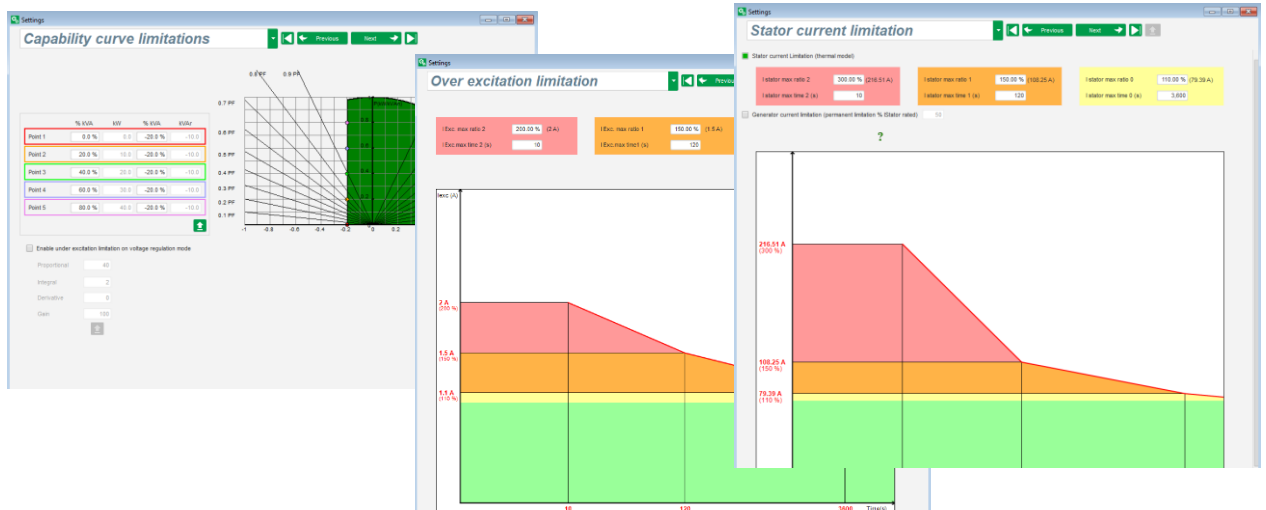 Settings
Capability curve limitations
Previous
Next
0.8 PF 0.9 PF
0.7 PF
0.6 PF
0.5 PF
0.4 PF
0.3 PF
0.2 PF
0.1 PF
-1 -0.8 -0.6 -0.4 -0.2 0 0.2
% kVA kW % kVA kVAr
Point 1 0.0 % 0.0 -20.0 % -10.0
Point 2 20.0 % 10.0 -20.0 % -10.0
Point 3 40.0 % 20.0 -20.0 % -10.0
Point 4 60.0 % 30.0 -20.0 % -10.0
Point 5 80.0 % 40.0 -20.0 % -10.0
Enable under excitation limitation on voltage regulation mode
Proportional 40
Integral 2
Derivative 0
Gain 100
Settings
Over excitation limitation
I Exc. max ratio 2 200.00 % (2 A)
I Exc.max time 2 (s) 10
I Exc. max ratio 1 150.00 % (1.5 A)
I Exc.max time1 (s) 120
Iexc (A)
2 A
(200 %)
1.5 A
(150 %)
1.5 A
(110 %)
10 120 3600 Time(s)
Settings
Stator current limitation
Previous
Next
Stator current Limitation (thermal model)
I stator max ratio 2 300.00 % (216.51 A)
I stator max time 2 (s) 10
I stator max ratio 1 150.00 % (108.25 A)
I stator max time 1 (s) 120
I stator max ratio 0 110.00 % (79.39 A)
I stator max time 0 (s) 3,600
Generator current limitation (permanent limitation % IStator rated) 50
?
216.51 A
(300 %)
108.25 A
(150 %)
79.39 A
(110 %)